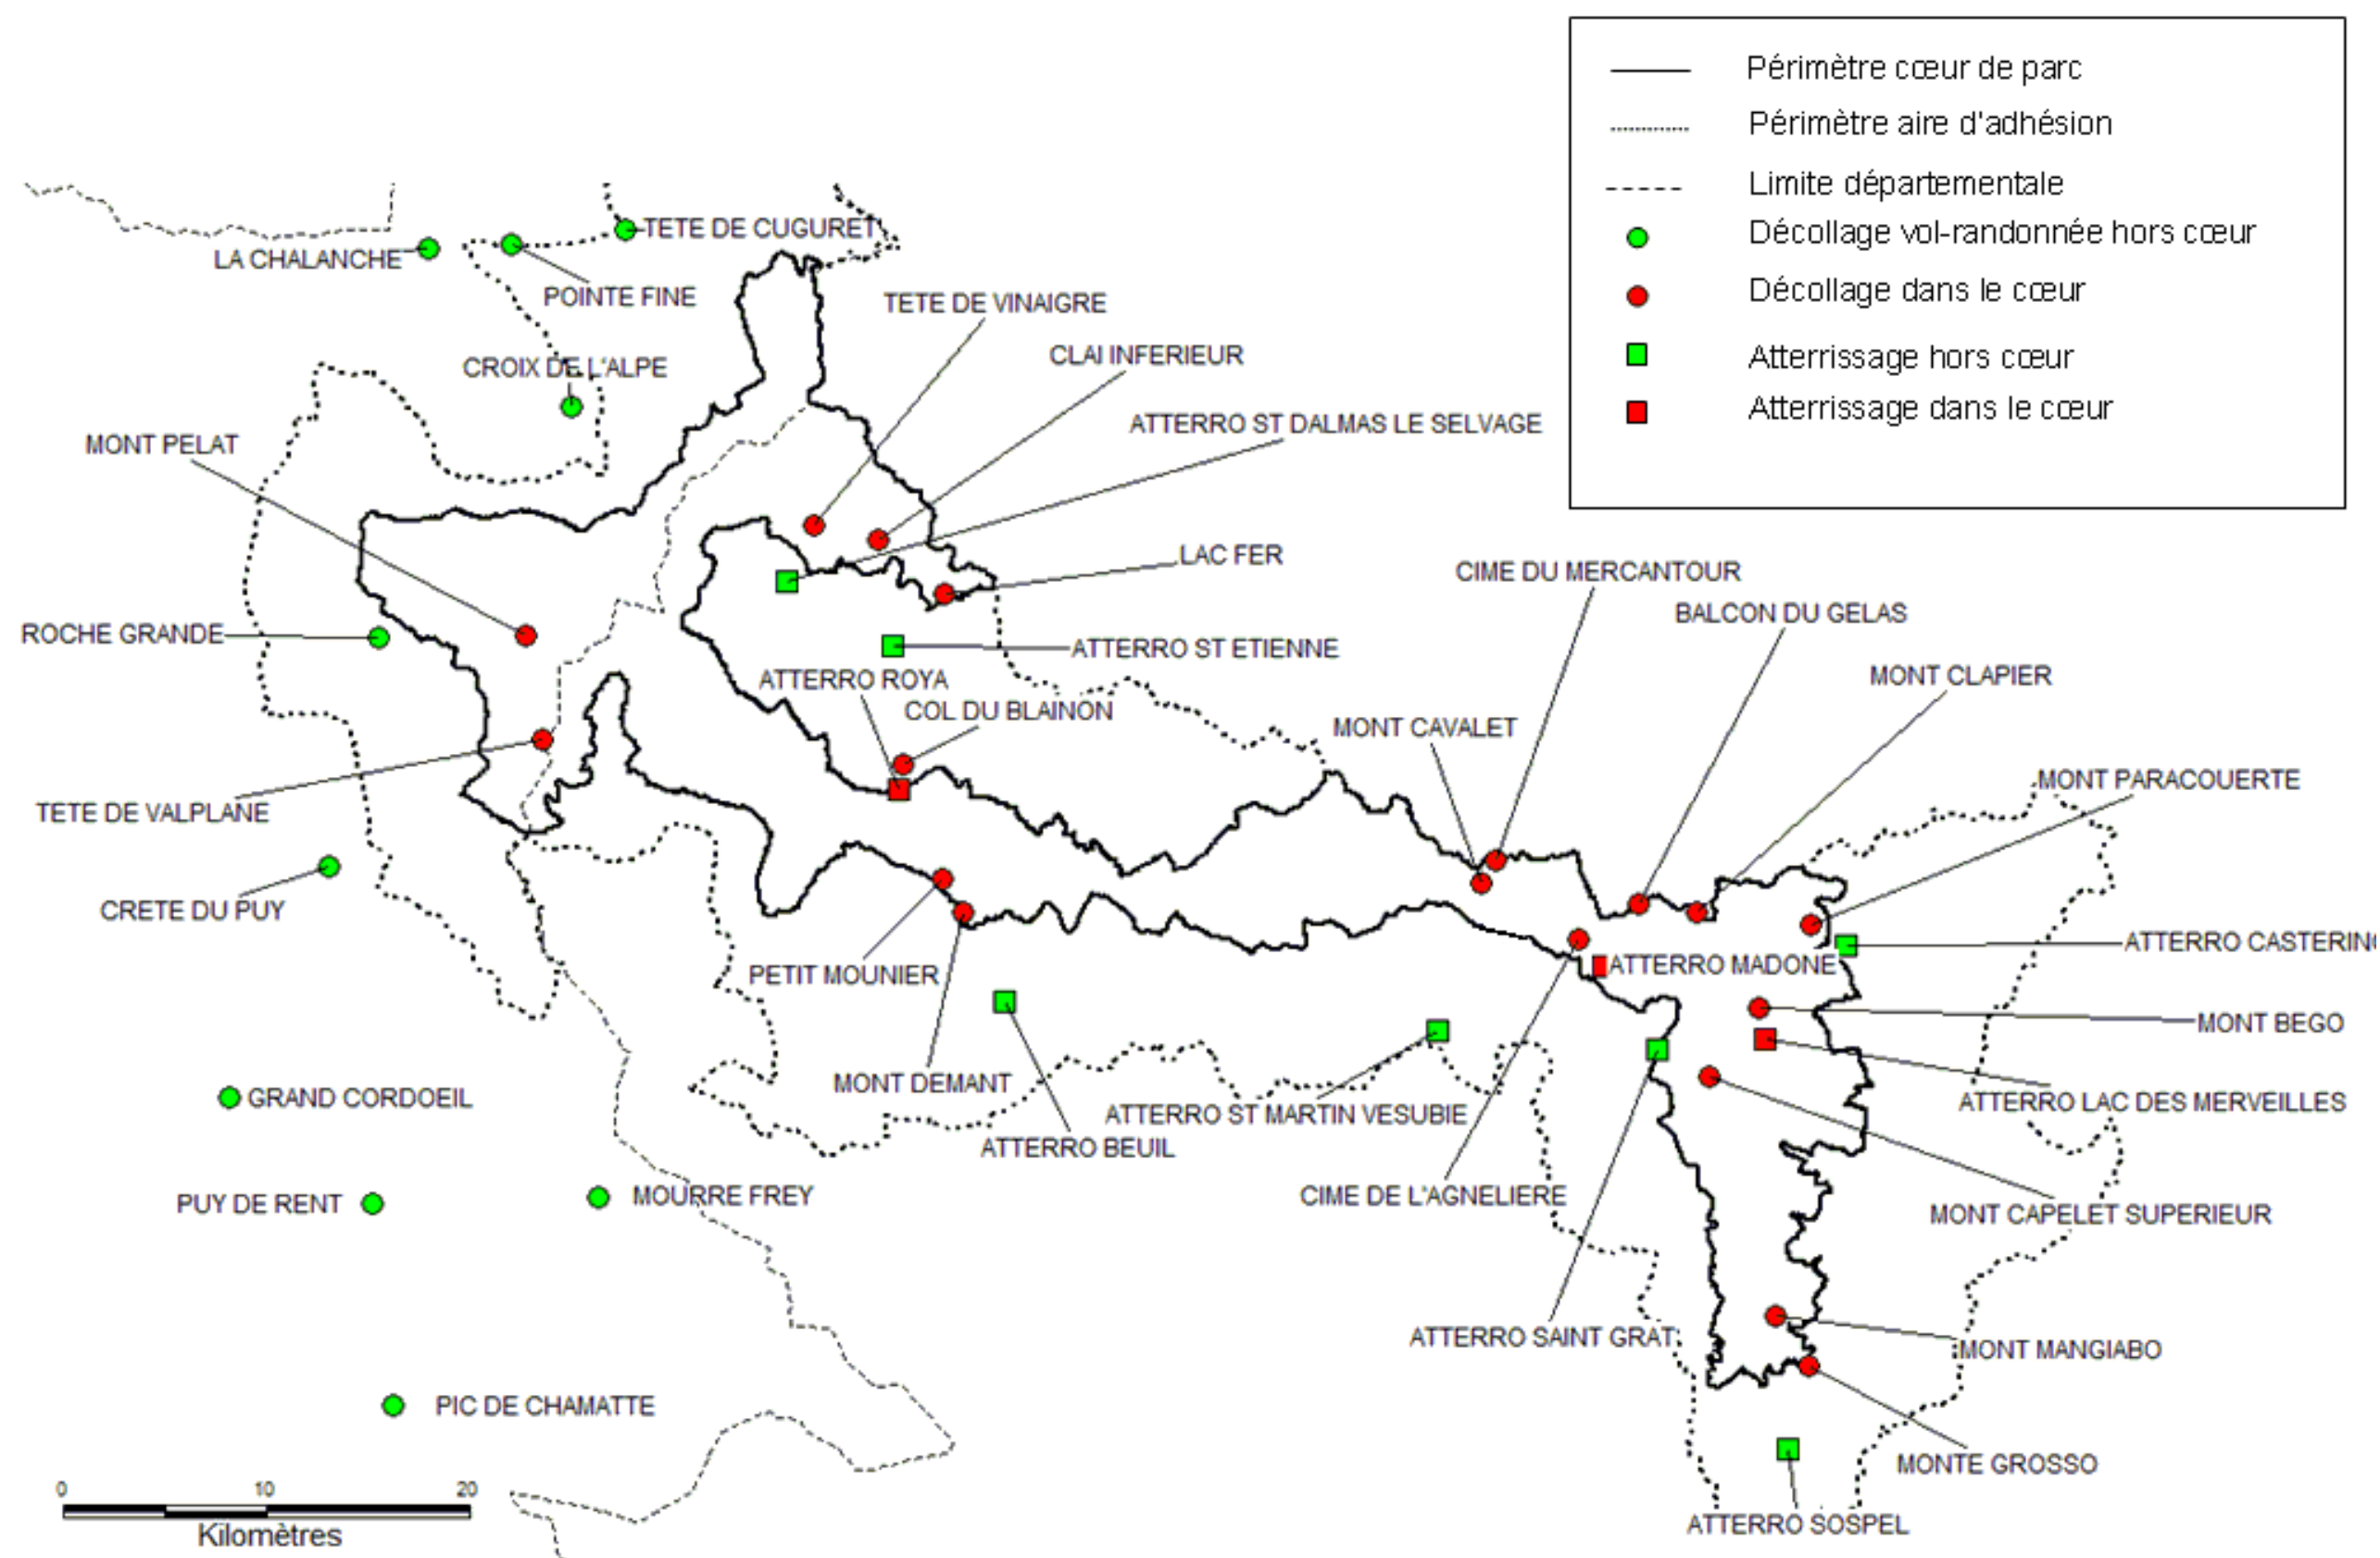 Périmètre cœur de parc
Périmètre aire d'adhésion
Limite départementale
Décollage vol-randonnée hors cœur
Décollage dans le cœur
Atterrissage hors cœur
Atterrissage dans le cœur
TETE DE CUGURET
LA CHALANCHE
POINTE FINE
TETE DE VINAIGRE
CLAI INFERIEUR
CROIX DE L'ALPE
ATTERRO ST DALMAS LE SELVAGE
MONT PELAT
LAC FER
CIME DU MERCANTOUR
BALCON DU GELAS
ROCHE GRANDE
ATTERRO ST ETIENNE
ATTERRO ROYA
MONT CLAPIER
COL DU BLAINON
MONT CAVALET
MONT PARACOUERTE
TETE DE VALPLANE
CRETE DU PUY
ATTERRO CASTERINO
ATTERRO MADONE
PETIT MOUNIER
MONT BEGO
MONT DEMANT
GRAND CORDOEIL
ATTERRO LAC DES MERVEILLES
ATTERRO ST MARTIN VESUBIE
ATTERRO BEUIL
CIME DE L'AGNELIERE
PUY DE RENT
MOURRE FREY
MONT CAPELET SUPERIEUR
ATTERRO SAINT GRAT
MONT MANGIABO
PIC DE CHAMATTE
MONTE GROSSO
0 10 20
Kilomètres
ATTERRO SOSPEL